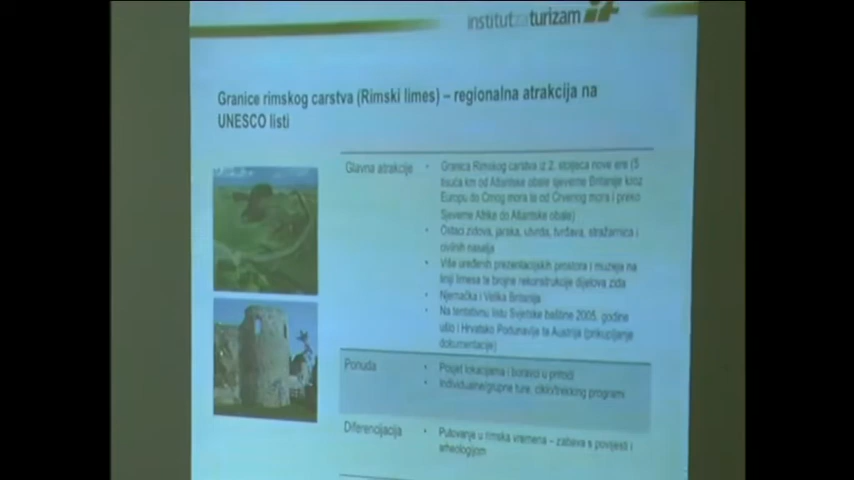 institutzaturizam
Granice rimskog carstva (Rimski limes) – regionalna atrakcija na
UNESCO listi
Glavna atrakcije • Granica Rimskog carstva iz 2. stoljeća nove ere (5
tisuća km od Atlantske obale sjeverne Britanije kroz
Europu do Crnog mora te od Crvenog mora i preko
Sjeverne Afrike do Atlantske obale)
• Ostaci zidova, jaraka, utvrda, tvrđava, stražarnica i
civilnih naselja
• Više uređenih prezentacijskih prostora i muzeja na
liniji limesa te brojne rekonstrukcije dijelova zida
• Njemačka i Velika Britanija
• Na tentativnu listu Svjetske baštine 2005. godine
ušlo i Hrvatsko Podunavlje te Austrija (prikupljanje
dokumentacije)
Ponuda • Posjet lokacijama i boravci u prirodi
• Individualne/grupne ture, ciklo/trekking programi
Diferencijacija • Putovanja u rimska vremena – zabava s povijesti i
arheologijom